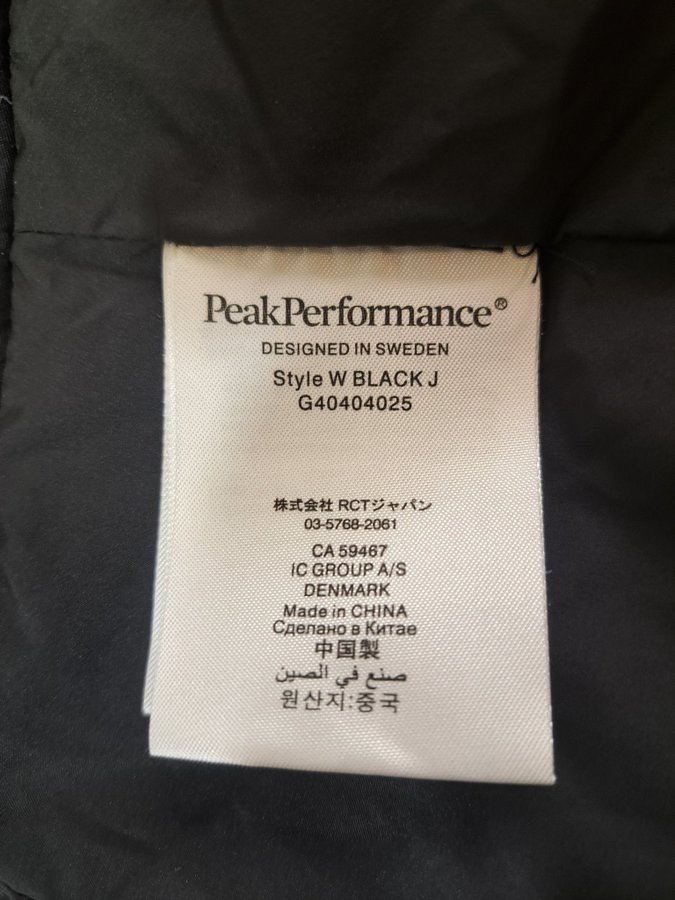 PeakPerformance®
DESIGNED IN SWEDEN
Style W BLACK J
G40404025
株式会社 RCTジャパン
03-5768-2061
CA 59467
IC GROUP A/S
DENMARK
Made in CHINA
Сделано в Китае
中国製
صنع في الصين
원산지:중국